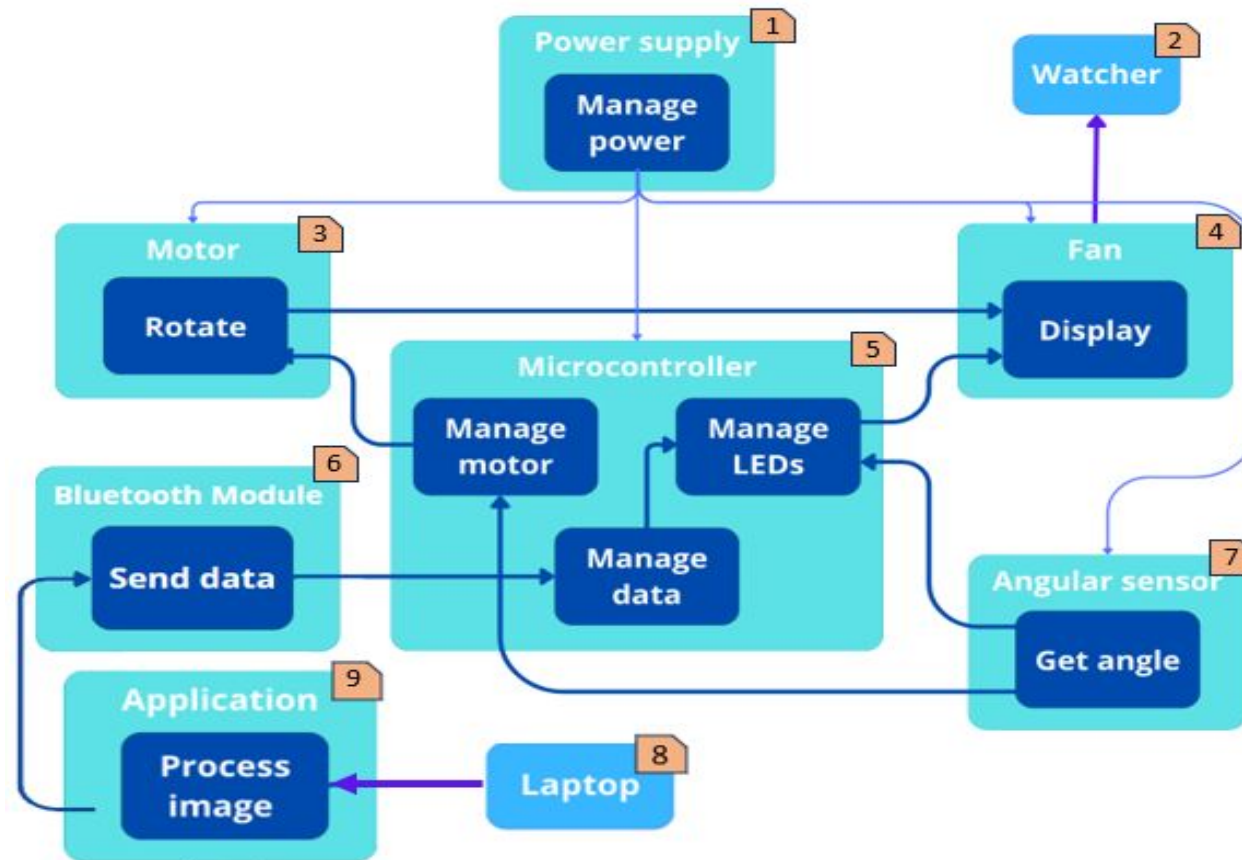 1
Power supply
Manage
power
2
Watcher
3
Motor
Rotate
4
Fan
Display
5
Microcontroller
Manage
motor
Manage
LEDs
Manage
data
6
Bluetooth Module
Send data
7
Angular sensor
Get angle
9
Application
Process
image
8
Laptop